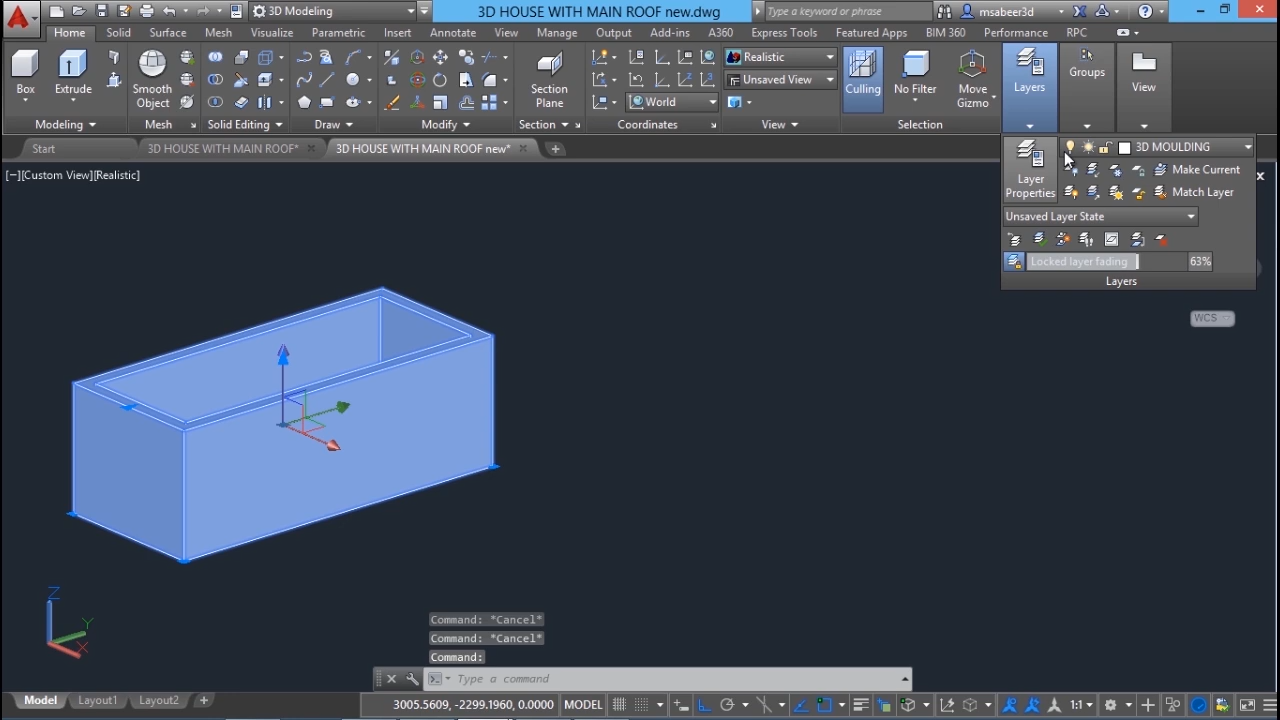 3D Modeling
3D HOUSE WITH MAIN ROOF new.dwg
Type a keyword or phrase
msabeer3d
Home Solid Surface Mesh Visualize Parametric Insert Annotate View Manage Output Add-ins A360 Express Tools Featured Apps BIM 360 Performance RPC
Box
Extrude
Smooth Object
Section Plane
Realistic
Unsaved View
World
Culling
No Filter
Move Gizmo
Layers
Groups
View
Modeling Mesh Solid Editing Draw Modify Section Coordinates View Selection
Start
3D HOUSE WITH MAIN ROOF*
3D HOUSE WITH MAIN ROOF new*
[−][Custom View][Realistic]
Layer Properties
3D MOULDING
Make Current
Match Layer
Unsaved Layer State
Locked layer fading 63%
Layers
WCS
Z
Y
X
Command: *Cancel*
Command: *Cancel*
Command:
Type a command
Model Layout1 Layout2
3005.5609, -2299.1960, 0.0000 MODEL
1:1